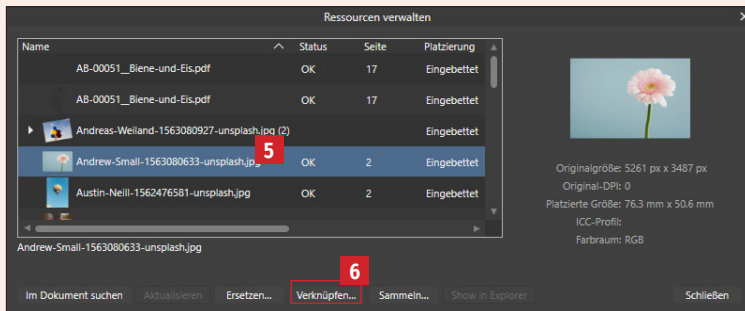 Ressourcen verwalten
Name Status Seite Platzierung
AB-00051__Biene-und-Eis.pdf OK 17 Eingebettet
AB-00051__Biene-und-Eis.pdf OK 17 Eingebettet
Andreas-Weiland-1563080927-unsplash.jpg (2) Eingebettet
5
Andrew-Small-1563080633-unsplash.jpg OK 2 Eingebettet
Austin-Neill-1562476581-unsplash.jpg OK 2 Eingebettet
Andrew-Small-1563080633-unsplash.jpg
Originalgröße: 5261 px x 3487 px
Original-DPI: 0
Platzierte Größe: 76.3 mm x 50.6 mm
ICC-Profil:
Farbraum: RGB
6
Im Dokument suchen Aktualisieren Ersetzen... Verknüpfen... Sammeln... Show in Explorer Schließen